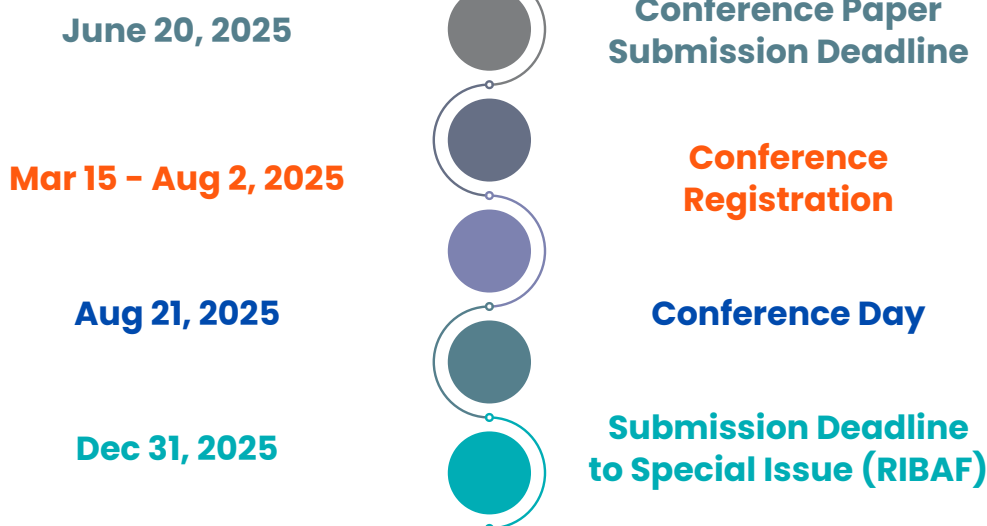 June 20, 2025
Conference Paper
Submission Deadline
Mar 15 - Aug 2, 2025
Conference
Registration
Aug 21, 2025
Conference Day
Dec 31, 2025
Submission Deadline
to Special Issue (RIBAF)